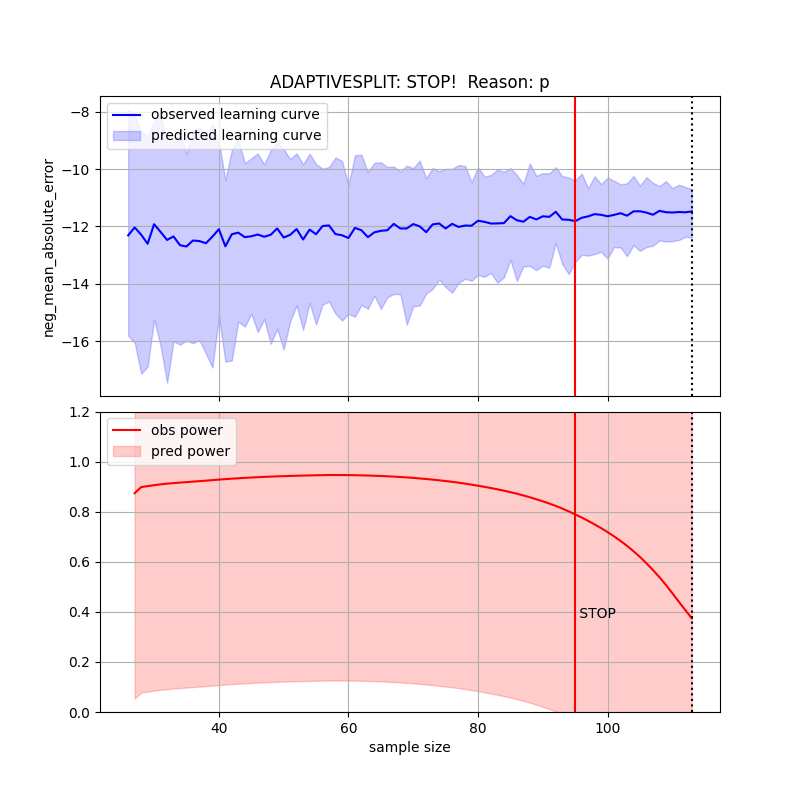 ADAPTIVESPLIT: STOP!  Reason: p
observed learning curve
predicted learning curve
−8
−10
−12
−14
−16
neg_mean_absolute_error
obs power
pred power
1.2
1.0
0.8
0.6
0.4
0.2
0.0
STOP
40
60
80
100
sample size